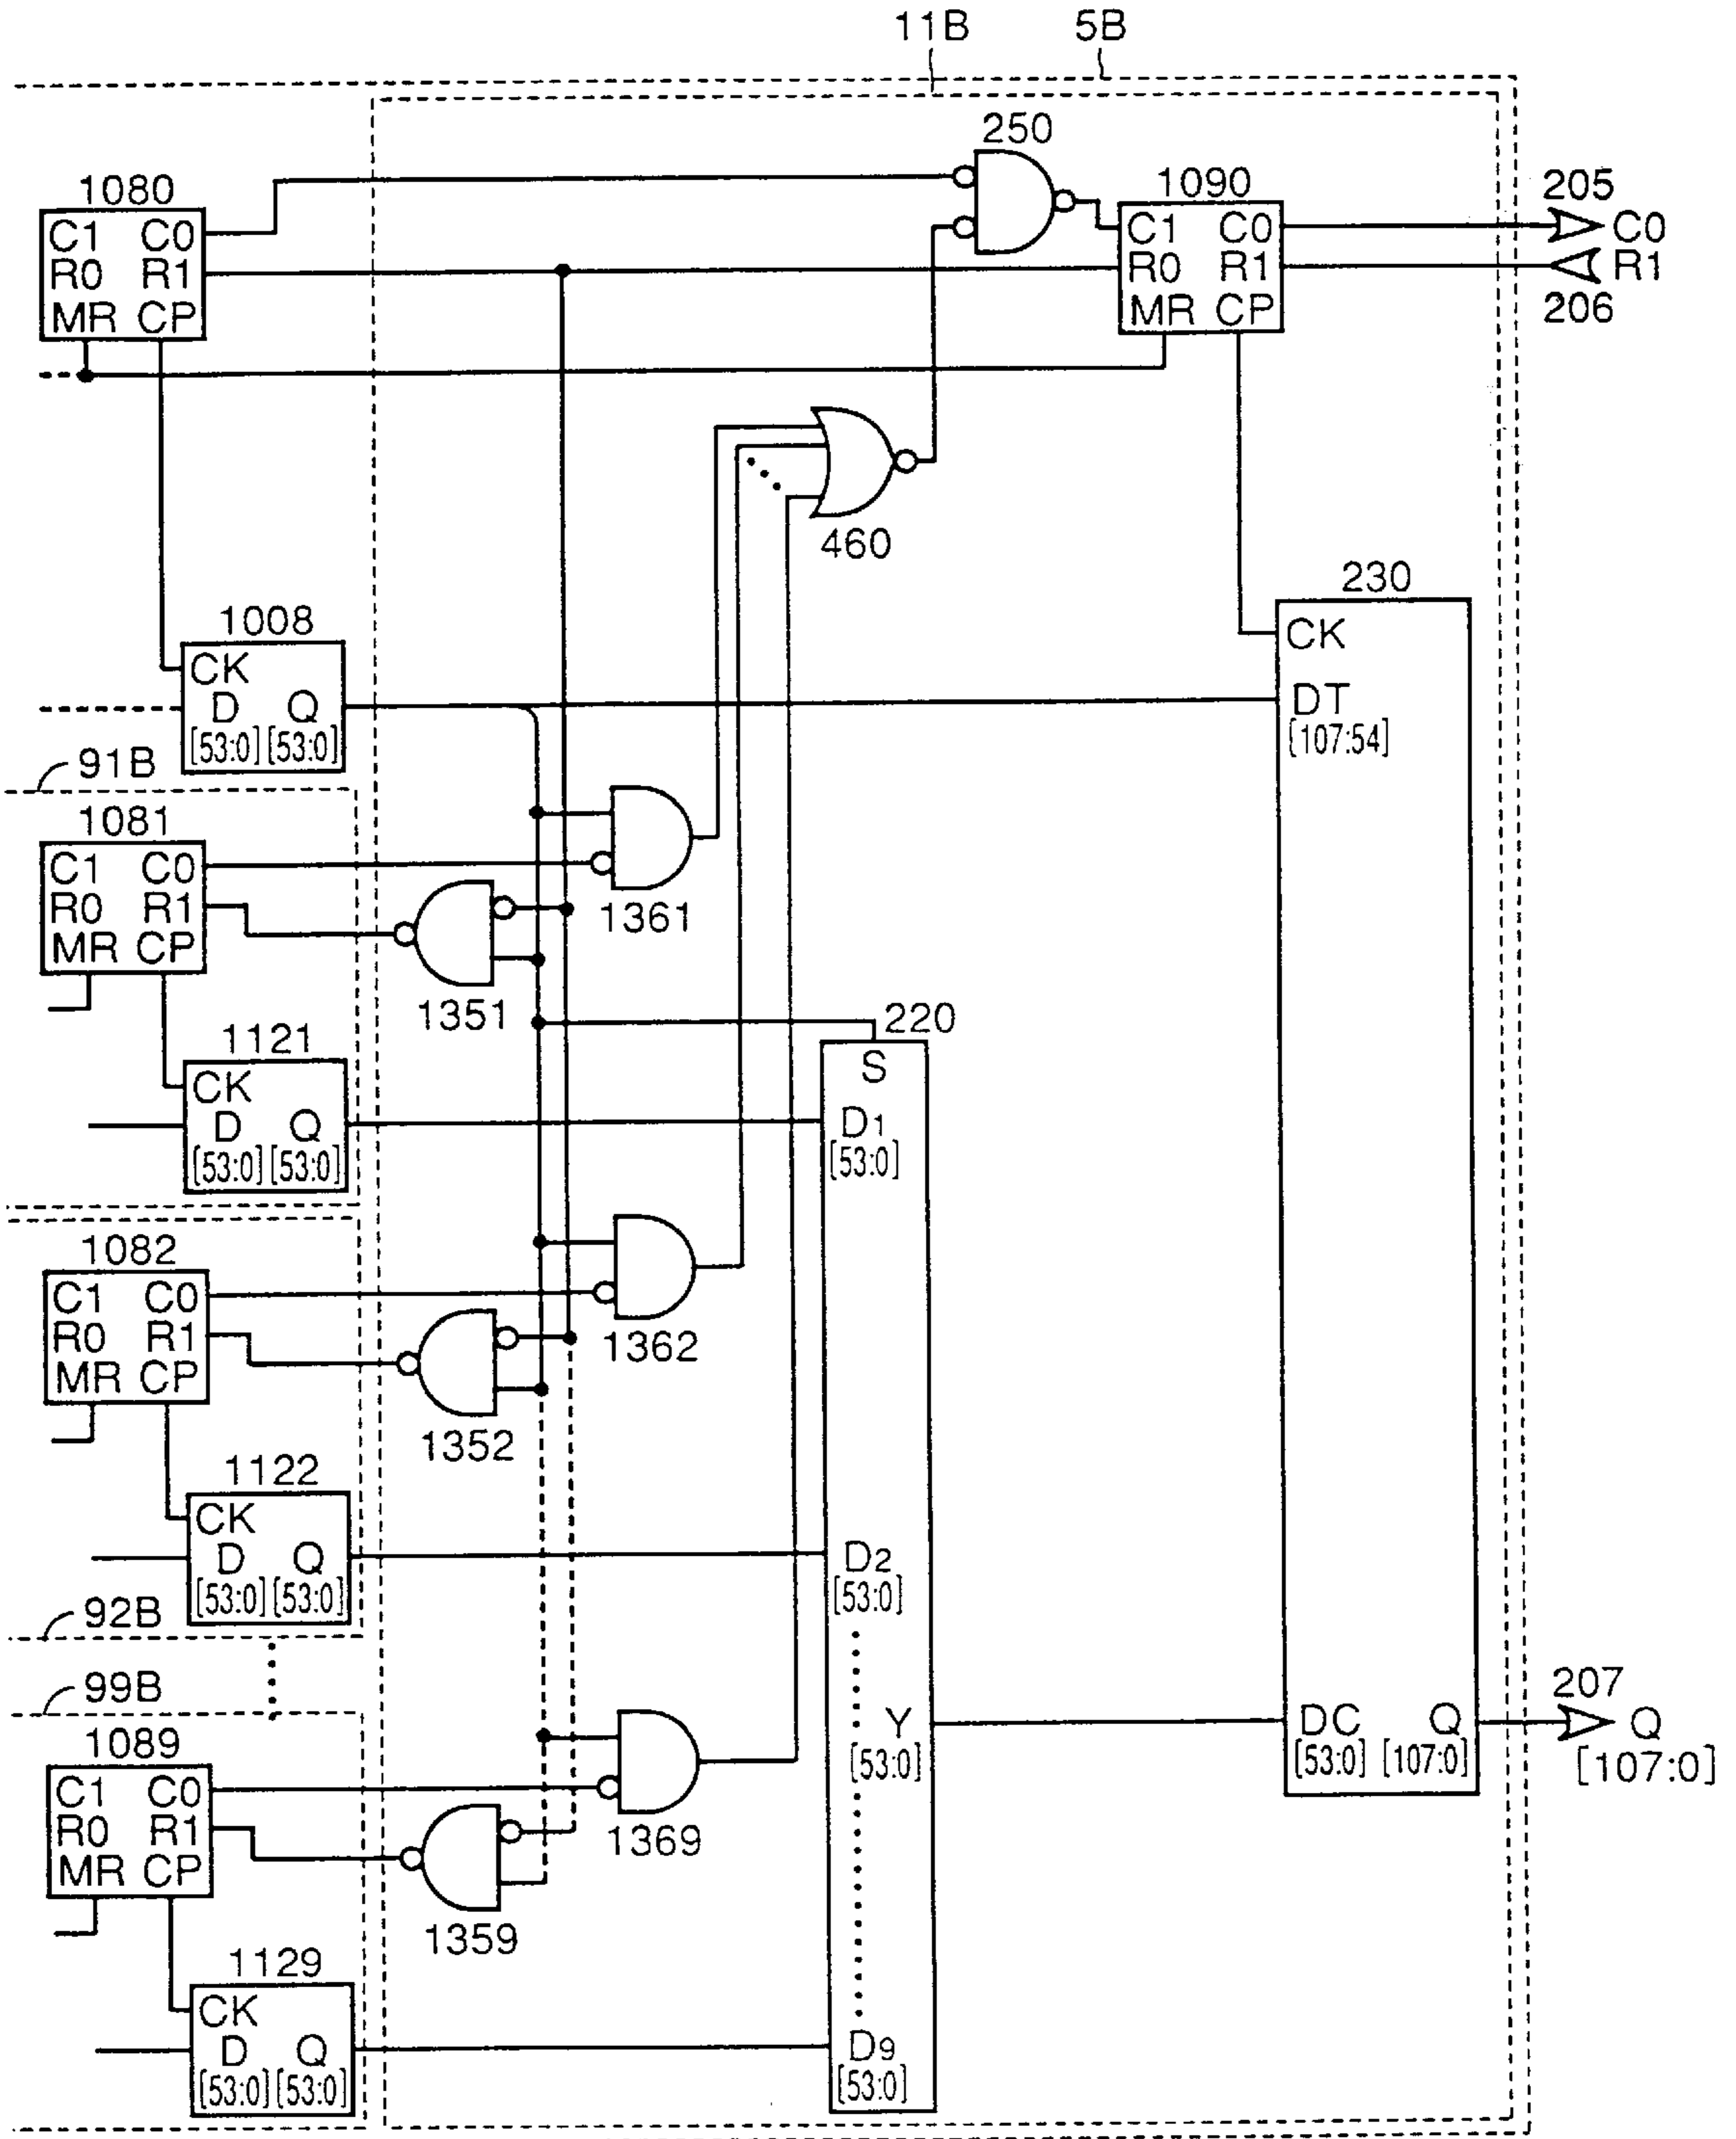 11B 5B
250
1080
C1 C0
R0 R1
MR CP
1090
C1 C0
R0 R1
MR CP
205
C0
R1
206
460
230
CK
DT
[107:54]
1008
CK
D Q
[53:0] [53:0]
91B
1081
C1 C0
R0 R1
MR CP
1361
1351
1121
CK
D Q
[53:0] [53:0]
220
S
D1
[53:0]
1082
C1 C0
R0 R1
MR CP
1362
1352
1122
CK
D Q
[53:0] [53:0]
D2
[53:0]
92B
99B
1089
C1 C0
R0 R1
MR CP
1369
1359
Y
[53:0]
DC Q
[53:0] [107:0]
207
Q
[107:0]
1129
CK
D Q
[53:0] [53:0]
D9
[53:0]